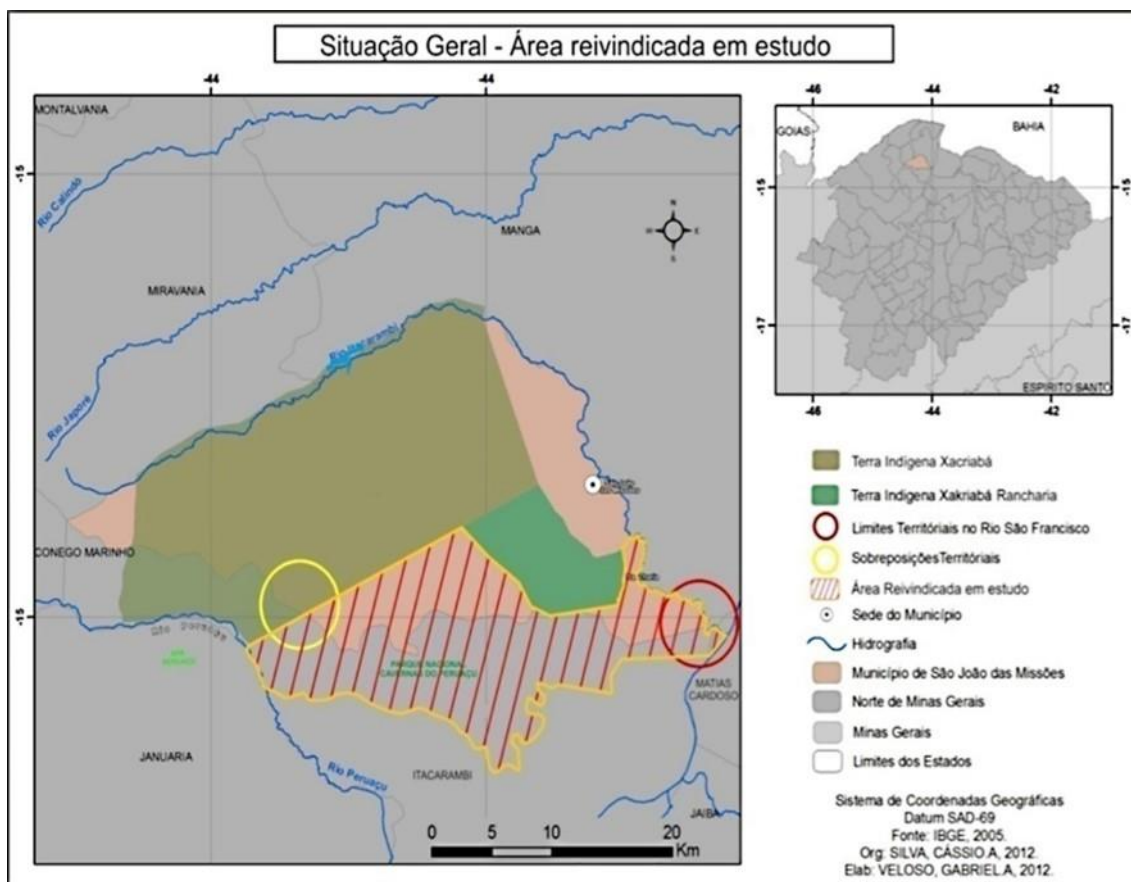 Situação Geral - Área reivindicada em estudo
-44
-44
MONTALVANIA
Rio Calindo
-15
MANGA
N
W
E
S
MIRAVANIA
Rio Itacarambi
Rio Japoré
CONEGO MARINHO
-15
PARQUE NACIONAL
CAVERNAS DO PERUAÇU
MATIAS
CARDOSO
JANUARIA
Rio Peruaçu
ITACARAMBI
JAIBA
0 5 10 20
Km
-44
-44
-46
-44
-42
GOIAS
BAHIA
-15
-15
-17
-17
ESPIRITO SANTO
-46
-44
-42
Terra Indígena Xacriabá
Terra Indígena Xakriabá Rancharia
Limites Territóriais no Rio São Francisco
SobreposiçõesTerritóriais
Área Reivindicada em estudo
Sede do Município
Hidrografia
Município de São João das Missões
Norte de Minas Gerais
Minas Gerais
Limites dos Estados
Sistema de Coordenadas Geográficas
Datum SAD-69
Fonte: IBGE, 2005.
Org: SILVA, CÁSSIO.A, 2012.
Elab: VELOSO, GABRIEL.A, 2012.